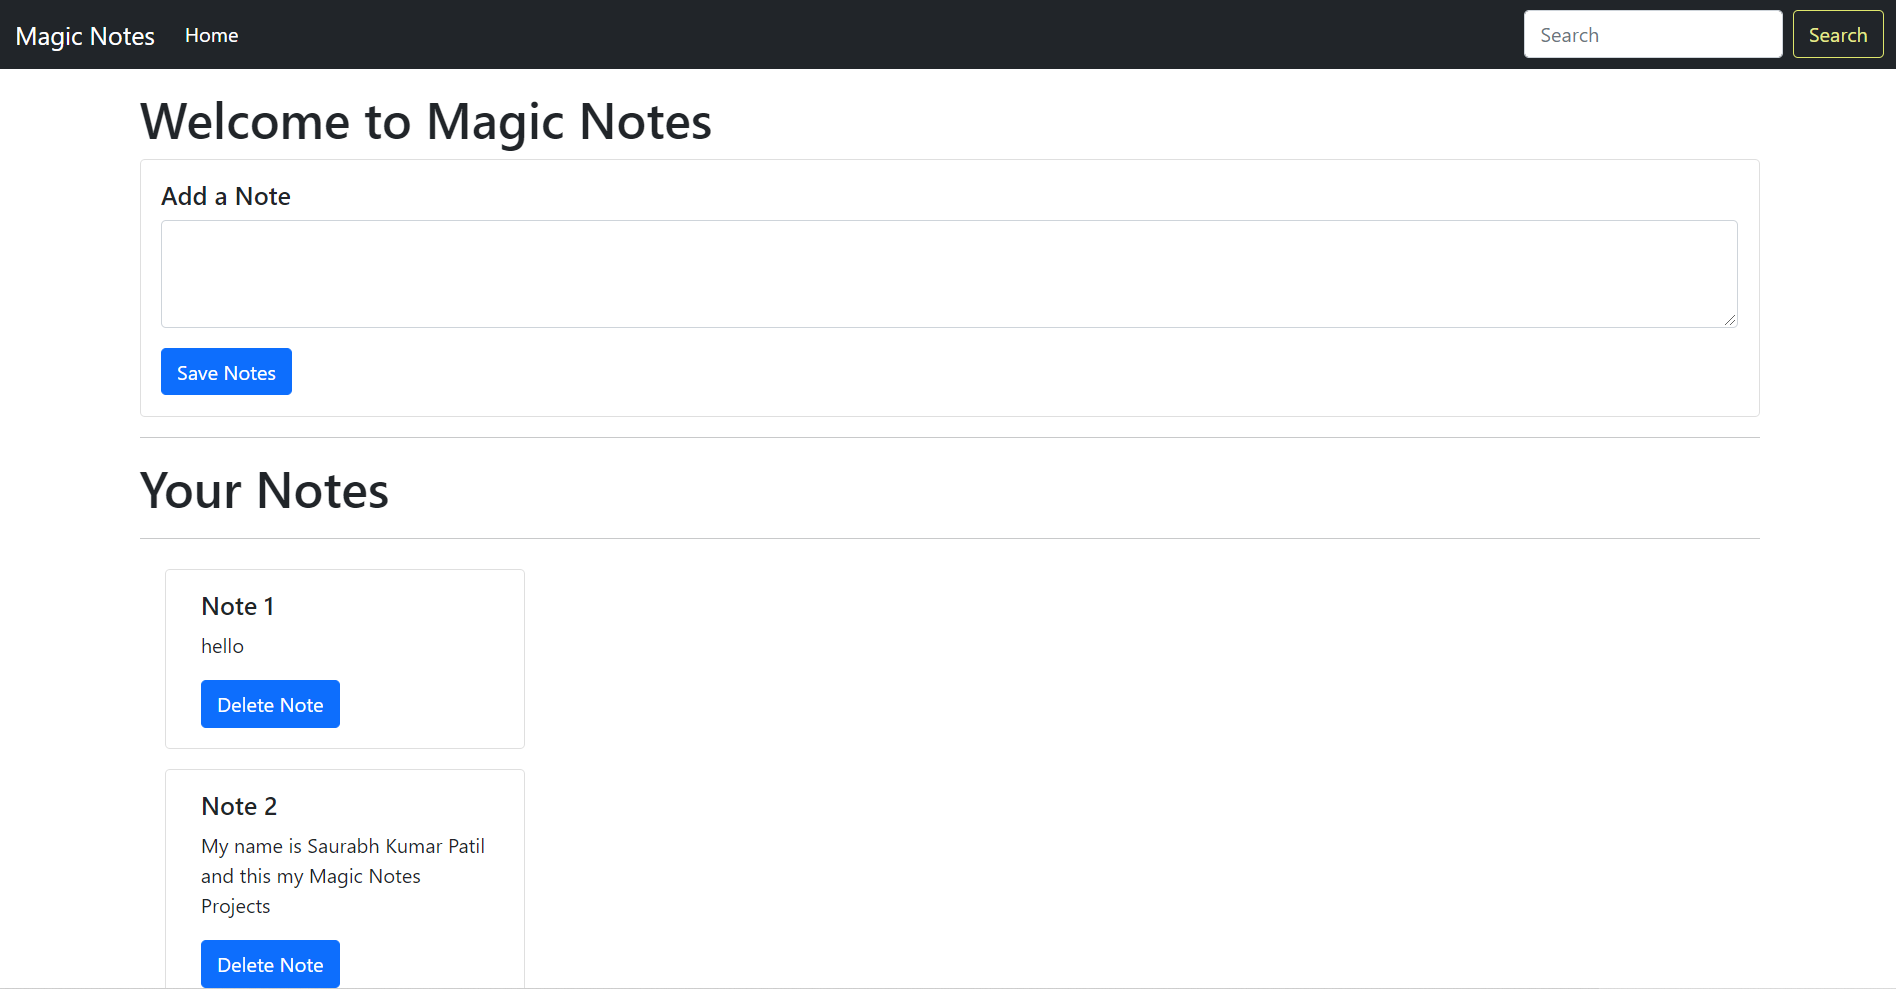 Magic Notes Home Search Search
Welcome to Magic Notes
Add a Note
Save Notes
Your Notes
Note 1
hello
Delete Note
Note 2
My name is Saurabh Kumar Patil
and this my Magic Notes
Projects
Delete Note